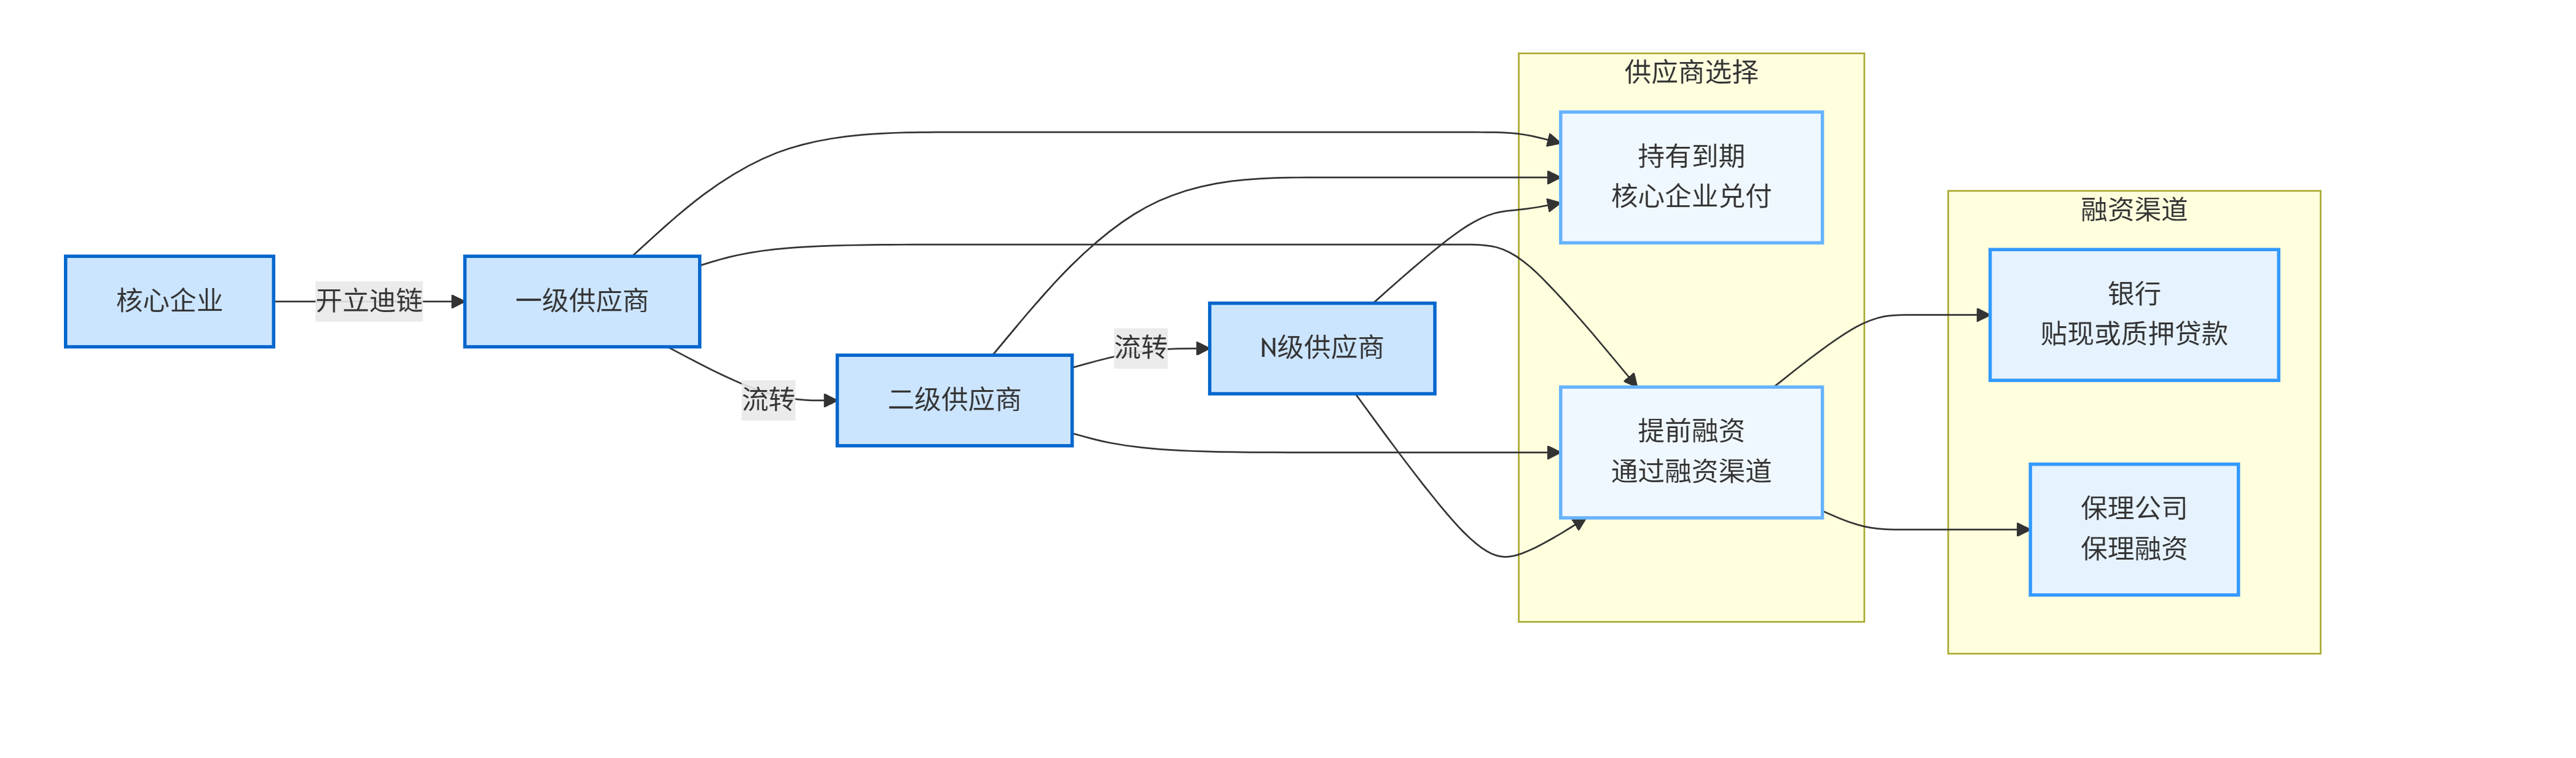 核心企业
开立迪链
一级供应商
流转
二级供应商
流转
N级供应商
供应商选择
持有到期
核心企业兑付
提前融资
通过融资渠道
融资渠道
银行
贴现或质押贷款
保理公司
保理融资